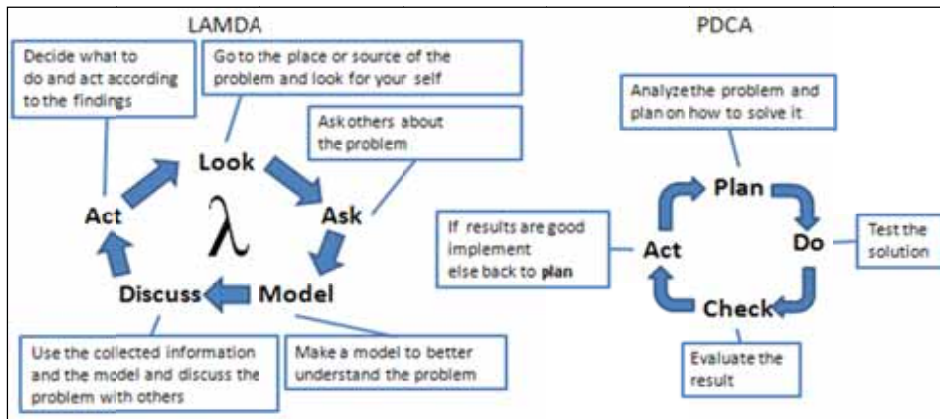 LAMDA
Decide what to
do and act according
to the findings
Go to the place or source of the
problem and look for your self
Ask others about
the problem
Look
Act
λ
Ask
Discuss
Model
Use the collected information
and the model and discuss the
problem with others
Make a model to better
understand the problem
PDCA
Analyze the problem and
plan on how to solve it
Plan
If results are good
implement
else back to plan
Act
Do
Test the
solution
Check
Evaluate the
result